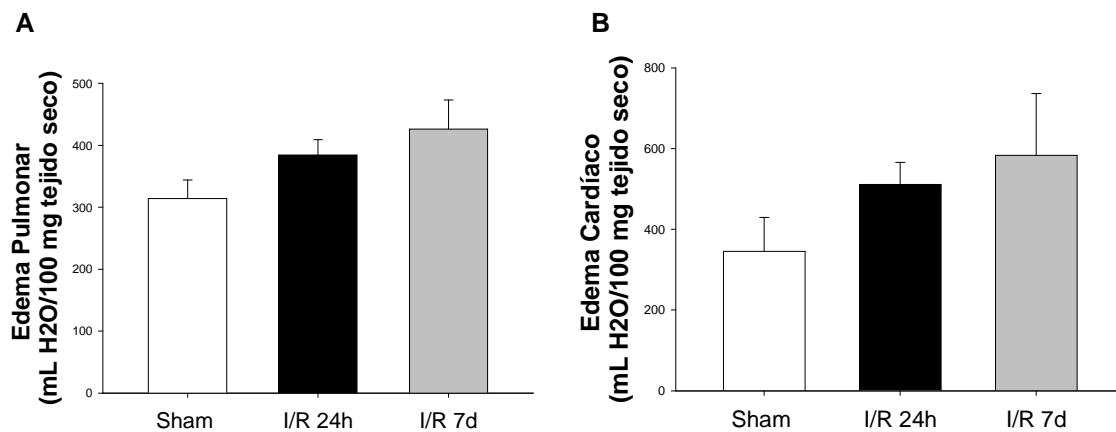 A
Edema Pulmonar
(mL H2O/100 mg tejido seco)
500
400
300
200
100
0
Sham
I/R 24h
I/R 7d
B
Edema Cardíaco
(mL H2O/100 mg tejido seco)
800
600
400
200
0
Sham
I/R 24h
I/R 7d